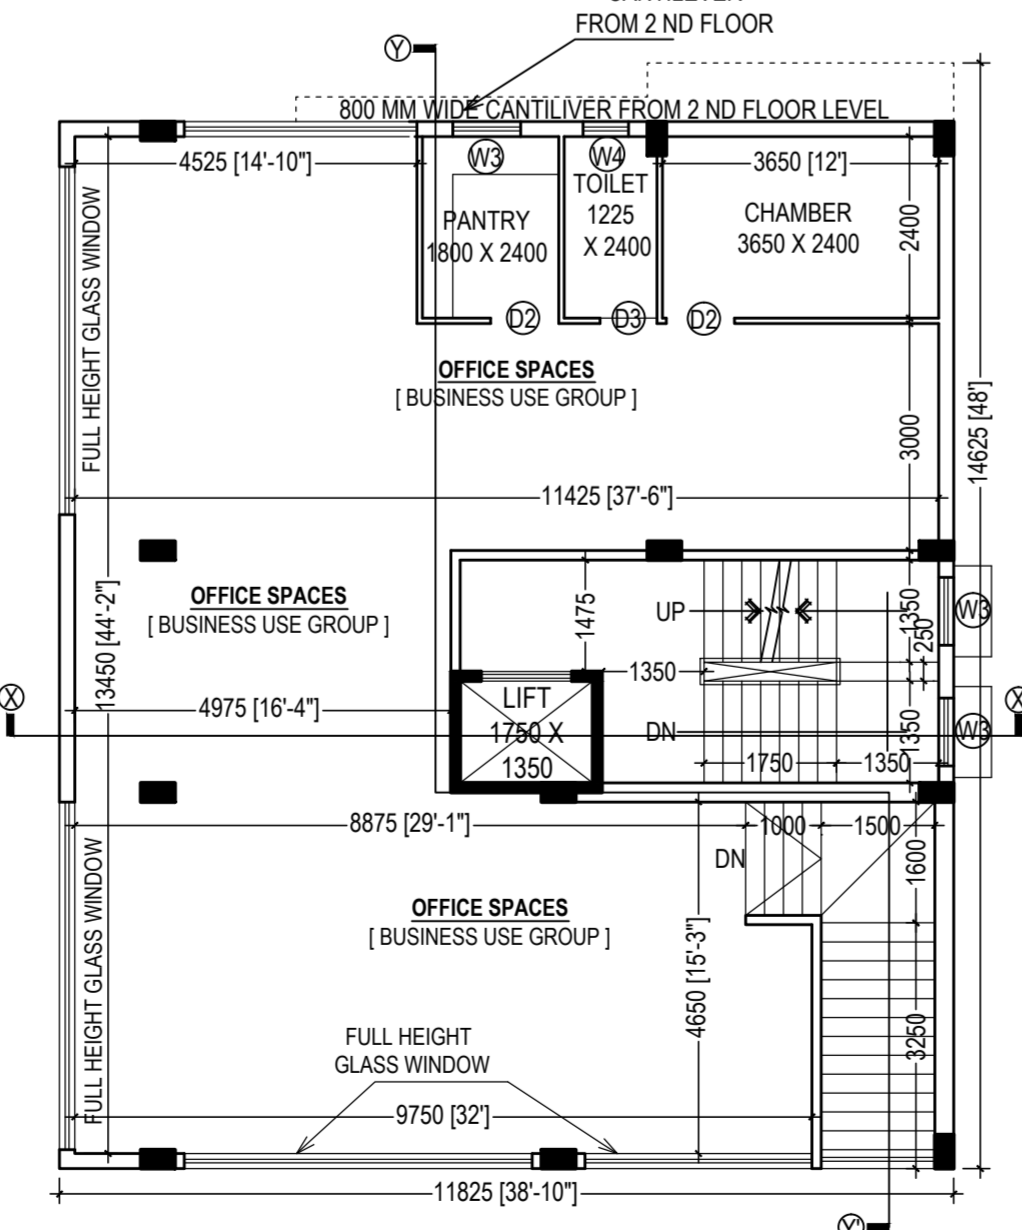 FROM 2 ND FLOOR
Y
800 MM WIDE CANTILIVER FROM 2 ND FLOOR LEVEL
4525 [14'-10"]
W3
W4
3650 [12']
TOILET
1225
X 2400
PANTRY
1800 X 2400
CHAMBER
3650 X 2400
2400
FULL HEIGHT GLASS WINDOW
D2
D3
D2
OFFICE SPACES
[ BUSINESS USE GROUP ]
3000
14625 [48']
11425 [37'-6"]
OFFICE SPACES
[ BUSINESS USE GROUP ]
13450 [44'-2"]
1475
UP
1350
250
W3
1350
X
4975 [16'-4"]
LIFT
1750 X
1350
DN
1750
1350
1350
W3
X
8875 [29'-1"]
1000
1500
DN
1600
OFFICE SPACES
[ BUSINESS USE GROUP ]
4650 [15'-3"]
FULL HEIGHT GLASS WINDOW
3250
FULL HEIGHT
GLASS WINDOW
9750 [32']
11825 [38'-10"]
Y'